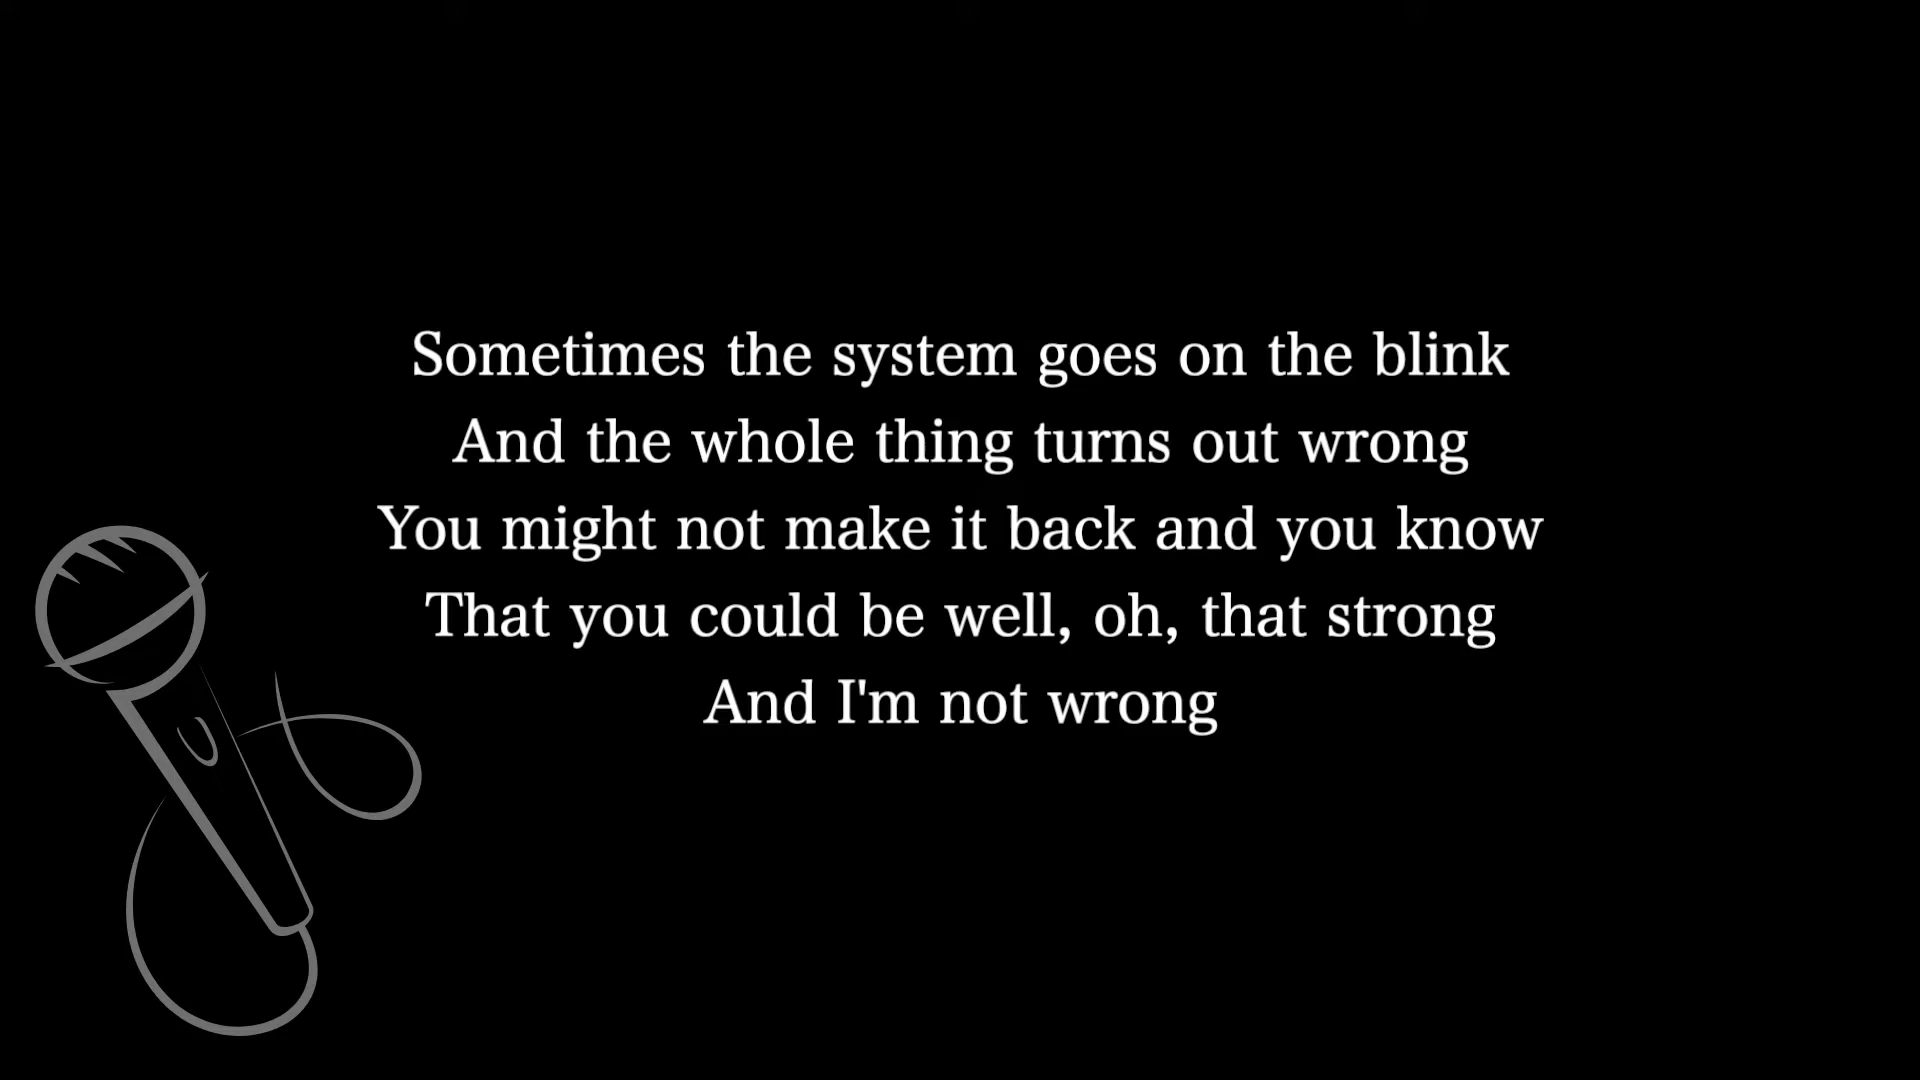 Sometimes the system goes on the blink
And the whole thing turns out wrong
You might not make it back and you know
That you could be well, oh, that strong
And I'm not wrong